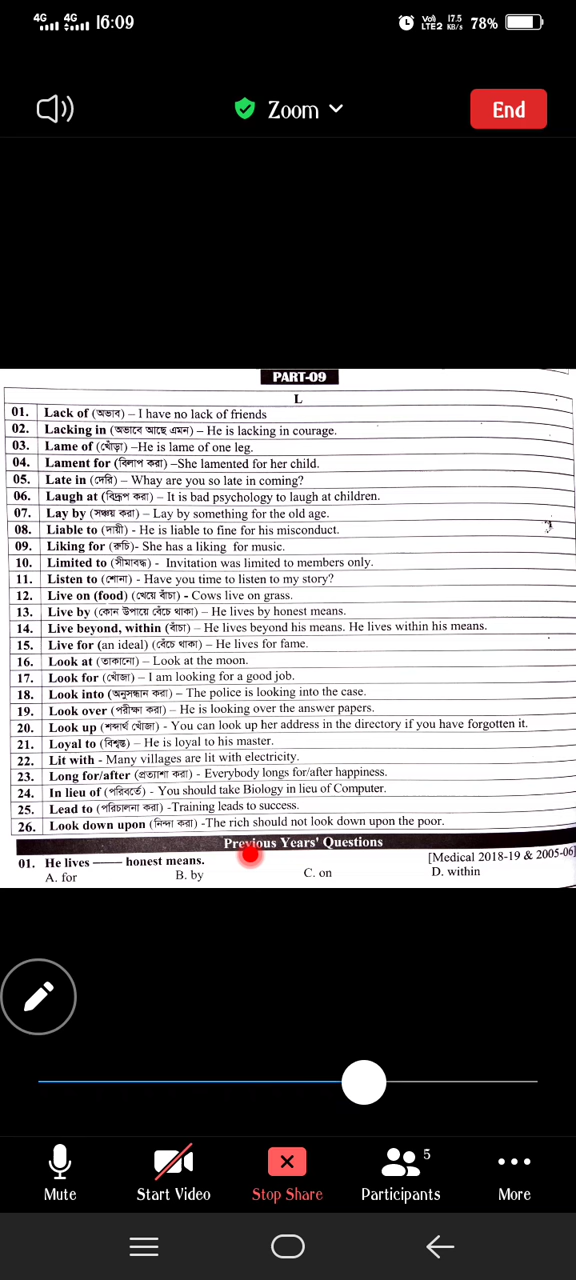 4G 4G 16:09 Vo) LTE2 17.5 KB/s 78%
Zoom End
PART-09
L
01. Lack of (অভাব) – I have no lack of friends
02. Lacking in (অভাবে আছে এমন) – He is lacking in courage.
03. Lame of (খোঁড়া) –He is lame of one leg.
04. Lament for (বিলাপ করা) –She lamented for her child.
05. Late in (দেরি) – Whay are you so late in coming?
06. Laugh at (বিদ্রূপ করা) – It is bad psychology to laugh at children.
07. Lay by (সঞ্চয় করা) – Lay by something for the old age.
08. Liable to (দায়ী) - He is liable to fine for his misconduct.
09. Liking for (রুচি)- She has a liking for music.
10. Limited to (সীমাবদ্ধ) - Invitation was limited to members only.
11. Listen to (শোনা) - Have you time to listen to my story?
12. Live on (food) (খেয়ে বাঁচা) - Cows live on grass.
13. Live by (কোন উপায়ে বেঁচে থাকা) – He lives by honest means.
14. Live beyond, within (বাঁচা) – He lives beyond his means. He lives within his means.
15. Live for (an ideal) (বেঁচে থাকা) – He lives for fame.
16. Look at (তাকানো) – Look at the moon.
17. Look for (খোঁজা) – I am looking for a good job.
18. Look into (অনুসন্ধান করা) – The police is looking into the case.
19. Look over (পরীক্ষা করা) – He is looking over the answer papers.
20. Look up (শব্দার্থ খোঁজা) - You can look up her address in the directory if you have forgotten it.
21. Loyal to (বিশ্বস্ত) – He is loyal to his master.
22. Lit with - Many villages are lit with electricity.
23. Long for/after (প্রত্যাশা করা) - Everybody longs for/after happiness.
24. In lieu of (পরিবর্তে) - You should take Biology in lieu of Computer.
25. Lead to (পরিচালনা করা) -Training leads to success.
26. Look down upon (নিন্দা করা) -The rich should not look down upon the poor.
Previous Years' Questions
01. He lives —— honest means. [Medical 2018-19 & 2005-06]
A. for B. by C. on D. within
Mute Start Video Stop Share Participants 5 More